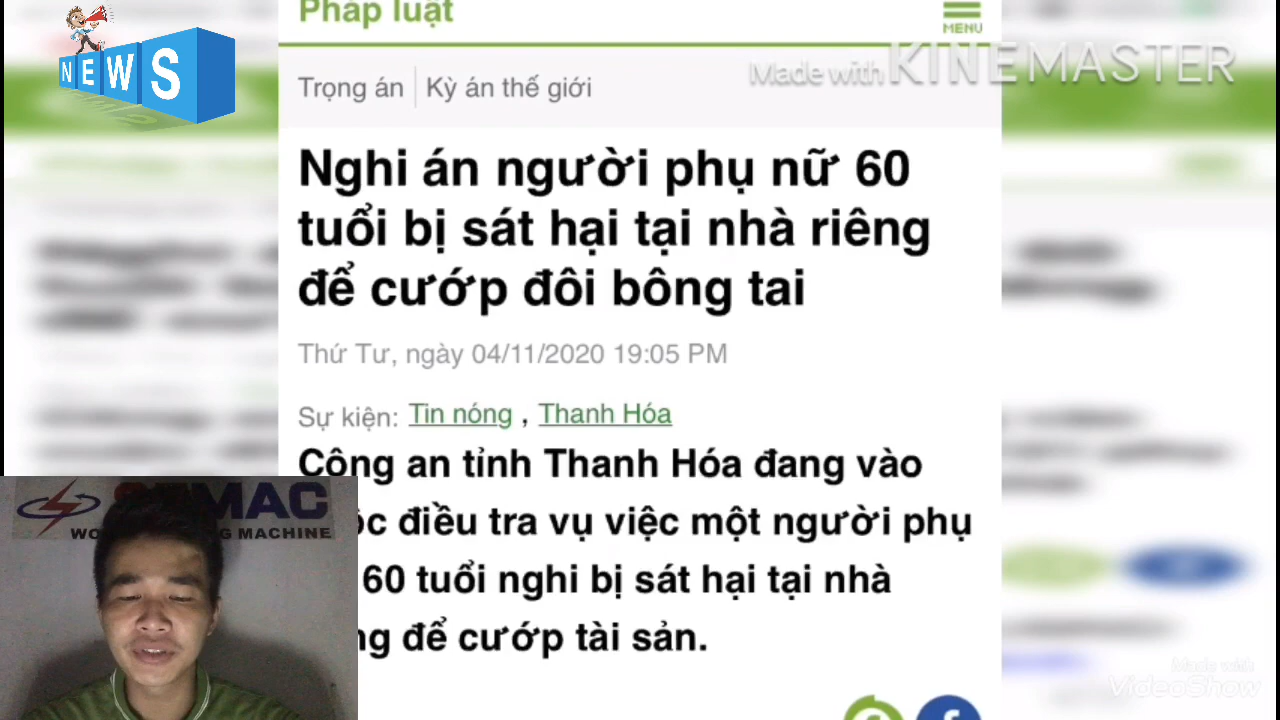 Pháp luật
MENU
NEWS
Made with KINEMASTER
Trọng án
Kỳ án thế giới
Nghi án người phụ nữ 60
tuổi bị sát hại tại nhà riêng
để cướp đôi bông tai
Thứ Tư, ngày 04/11/2020 19:05 PM
Sự kiện: Tin nóng , Thanh Hóa
Công an tỉnh Thanh Hóa đang vào
điều tra vụ việc một người phụ
60 tuổi nghi bị sát hại tại nhà
để cướp tài sản.
MAC
MACHINE
Made with
VideoShow